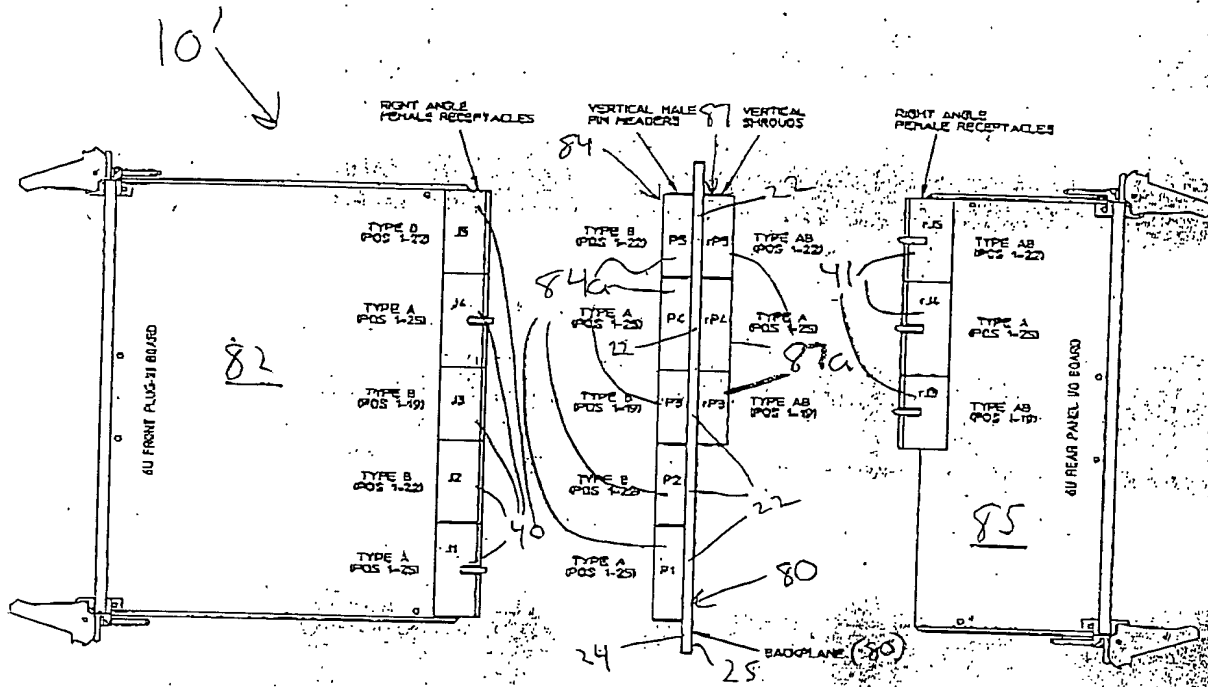 10'
RIGHT ANGLE
FEMALE RECEPTACLES
VERTICAL MALE
PIN HEADERS
87
VERTICAL
SHROUDS
RIGHT ANGLE
FEMALE RECEPTACLES
84
22
TYPE B
(POS 1-22)
J5
TYPE B
(POS 1-22)
P5
rP5
TYPE AB
(POS 1-22)
rJ5
TYPE AB
(POS 1-22)
84a
41
TYPE A
(POS 1-25)
J4
TYPE A
(POS 1-25)
P4
rP4
TYPE A
(POS 1-25)
rJ4
TYPE A
(POS 1-25)
22
87a
6U FRONT PLUG-IN BOARD
82
TYPE B
(POS 1-19)
J3
TYPE B
(POS 1-19)
P3
rP3
TYPE AB
(POS 1-19)
rJ3
TYPE AB
(POS 1-19)
6U REAR PANEL I/O BOARD
TYPE B
(POS 1-22)
J2
TYPE B
(POS 1-22)
P2
22
85
40
TYPE A
(POS 1-25)
J1
TYPE A
(POS 1-25)
P1
80
24
25
BACKPLANE (80)